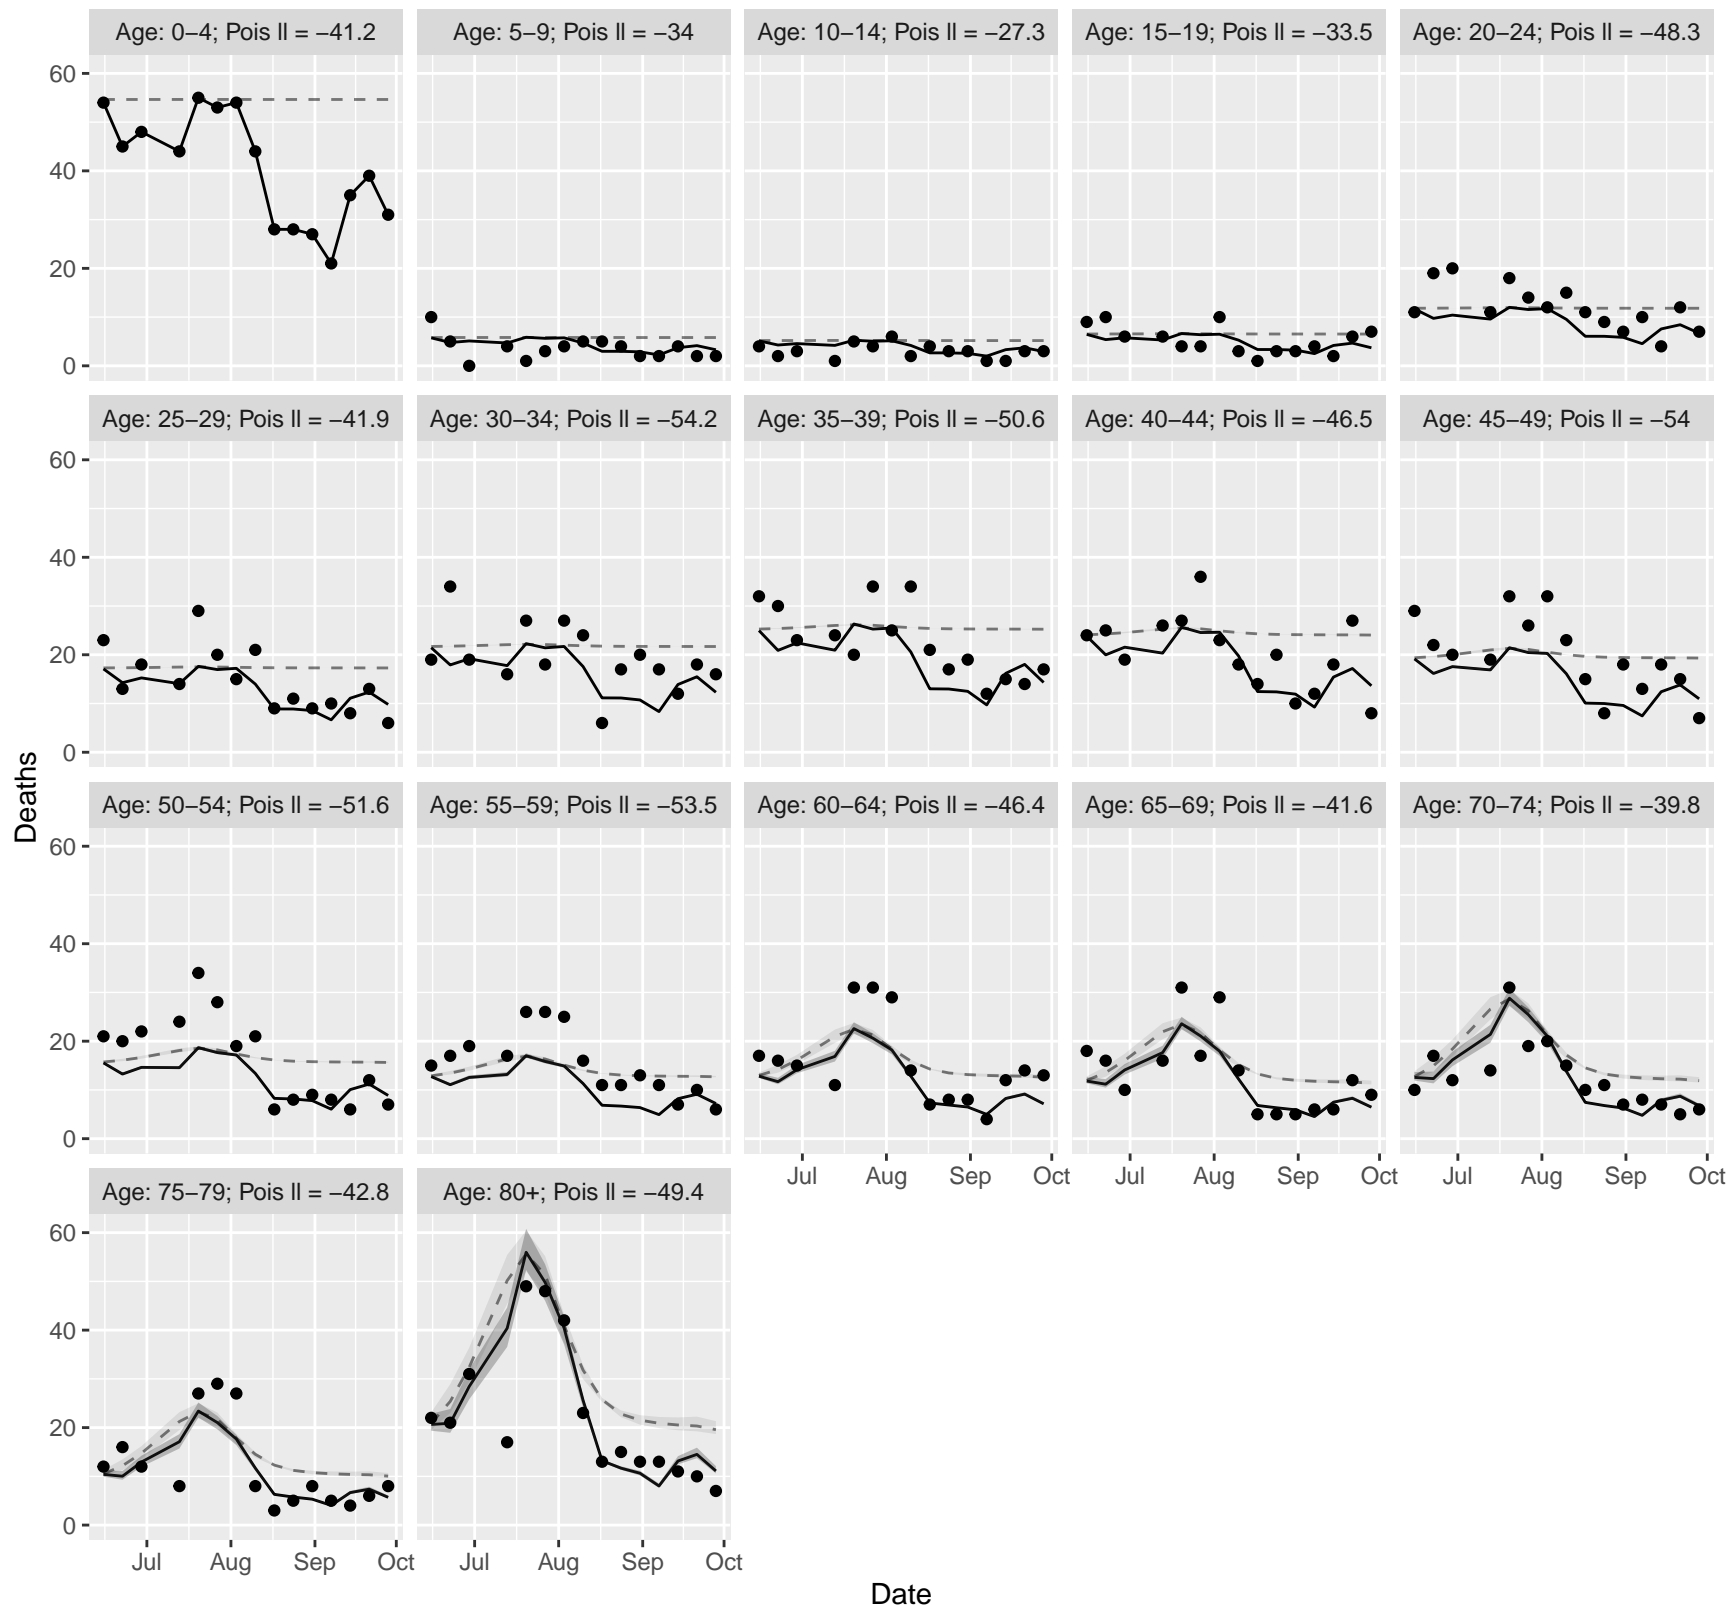 Age: 0−4; Pois ll = −41.2
Age: 5−9; Pois ll = −34
Age: 10−14; Pois ll = −27.3
Age: 15−19; Pois ll = −33.5
Age: 20−24; Pois ll = −48.3
60
40
20
0
Age: 25−29; Pois ll = −41.9
Age: 30−34; Pois ll = −54.2
Age: 35−39; Pois ll = −50.6
Age: 40−44; Pois ll = −46.5
Age: 45−49; Pois ll = −54
60
40
20
0
Deaths
Age: 50−54; Pois ll = −51.6
Age: 55−59; Pois ll = −53.5
Age: 60−64; Pois ll = −46.4
Age: 65−69; Pois ll = −41.6
Age: 70−74; Pois ll = −39.8
60
40
20
0
Jul Aug Sep Oct
Jul Aug Sep Oct
Jul Aug Sep Oct
Age: 75−79; Pois ll = −42.8
Age: 80+; Pois ll = −49.4
60
40
20
0
Jul Aug Sep Oct
Jul Aug Sep Oct
Date